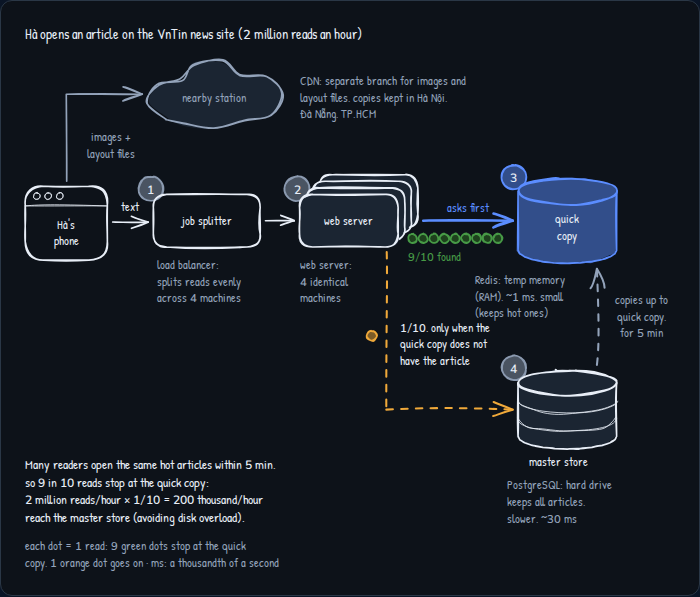 Hà opens an article on the VnTin news site (2 million reads an hour)
nearby station
CDN: separate branch for images and
layout files. copies kept in Hà Nội.
Đà Nẵng. TP.HCM
images +
layout files
1
2
3
text
Hà's
phone
job splitter
web server
asks first
quick
copy
9/10 found
load balancer:
splits reads evenly
across 4 machines
web server:
4 identical
machines
Redis: temp memory
(RAM). ~1 ms. small
(keeps hot ones)
copies up to
quick copy.
for 5 min
1/10. only when the
quick copy does not
have the article
4
master store
PostgreSQL: hard drive
keeps all articles.
slower. ~30 ms
Many readers open the same hot articles within 5 min.
so 9 in 10 reads stop at the quick copy:
2 million reads/hour × 1/10 = 200 thousand/hour
reach the master store (avoiding disk overload).
each dot = 1 read: 9 green dots stop at the quick
copy. 1 orange dot goes on · ms: a thousandth of a second